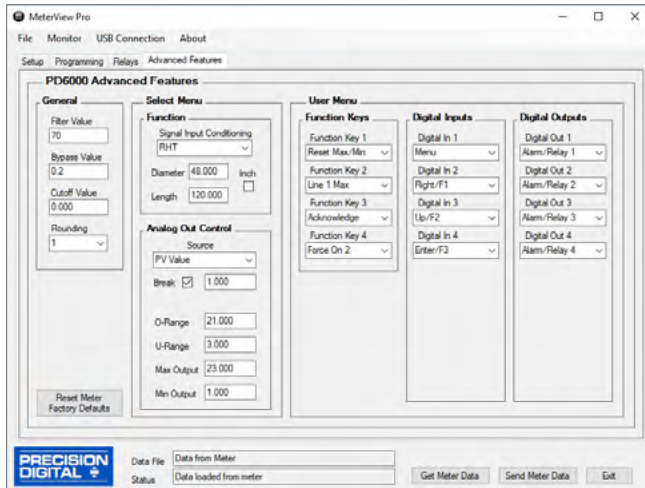 MeterView Pro
File Monitor USB Connection About
Setup Programming Relays Advanced Features
PD6000 Advanced Features
General
Filter Value
70
Bypass Value
0.2
Cutoff Value
0.000
Rounding
1
Reset Meter
Factory Defaults
Select Menu
Function
Signal Input Conditioning
RHT
Diameter 48.000 Inch
Length 120.000
Analog Out Control
Source
PV Value
Break 1.000
O-Range 21.000
U-Range 3.000
Max Output 23.000
Min Output 1.000
User Menu
Function Keys
Function Key 1
Reset Max/Min
Function Key 2
Line 1 Max
Function Key 3
Acknowledge
Function Key 4
Force On 2
Digital Inputs
Digital In 1
Menu
Digital In 2
Right/F1
Digital In 3
Up/F2
Digital In 4
Enter/F3
Digital Outputs
Digital Out 1
Alarm/Relay 1
Digital Out 2
Alarm/Relay 2
Digital Out 3
Alarm/Relay 3
Digital Out 4
Alarm/Relay 4
PRECISION
DIGITAL
Data File Data from Meter
Status Data loaded from meter
Get Meter Data Send Meter Data Exit